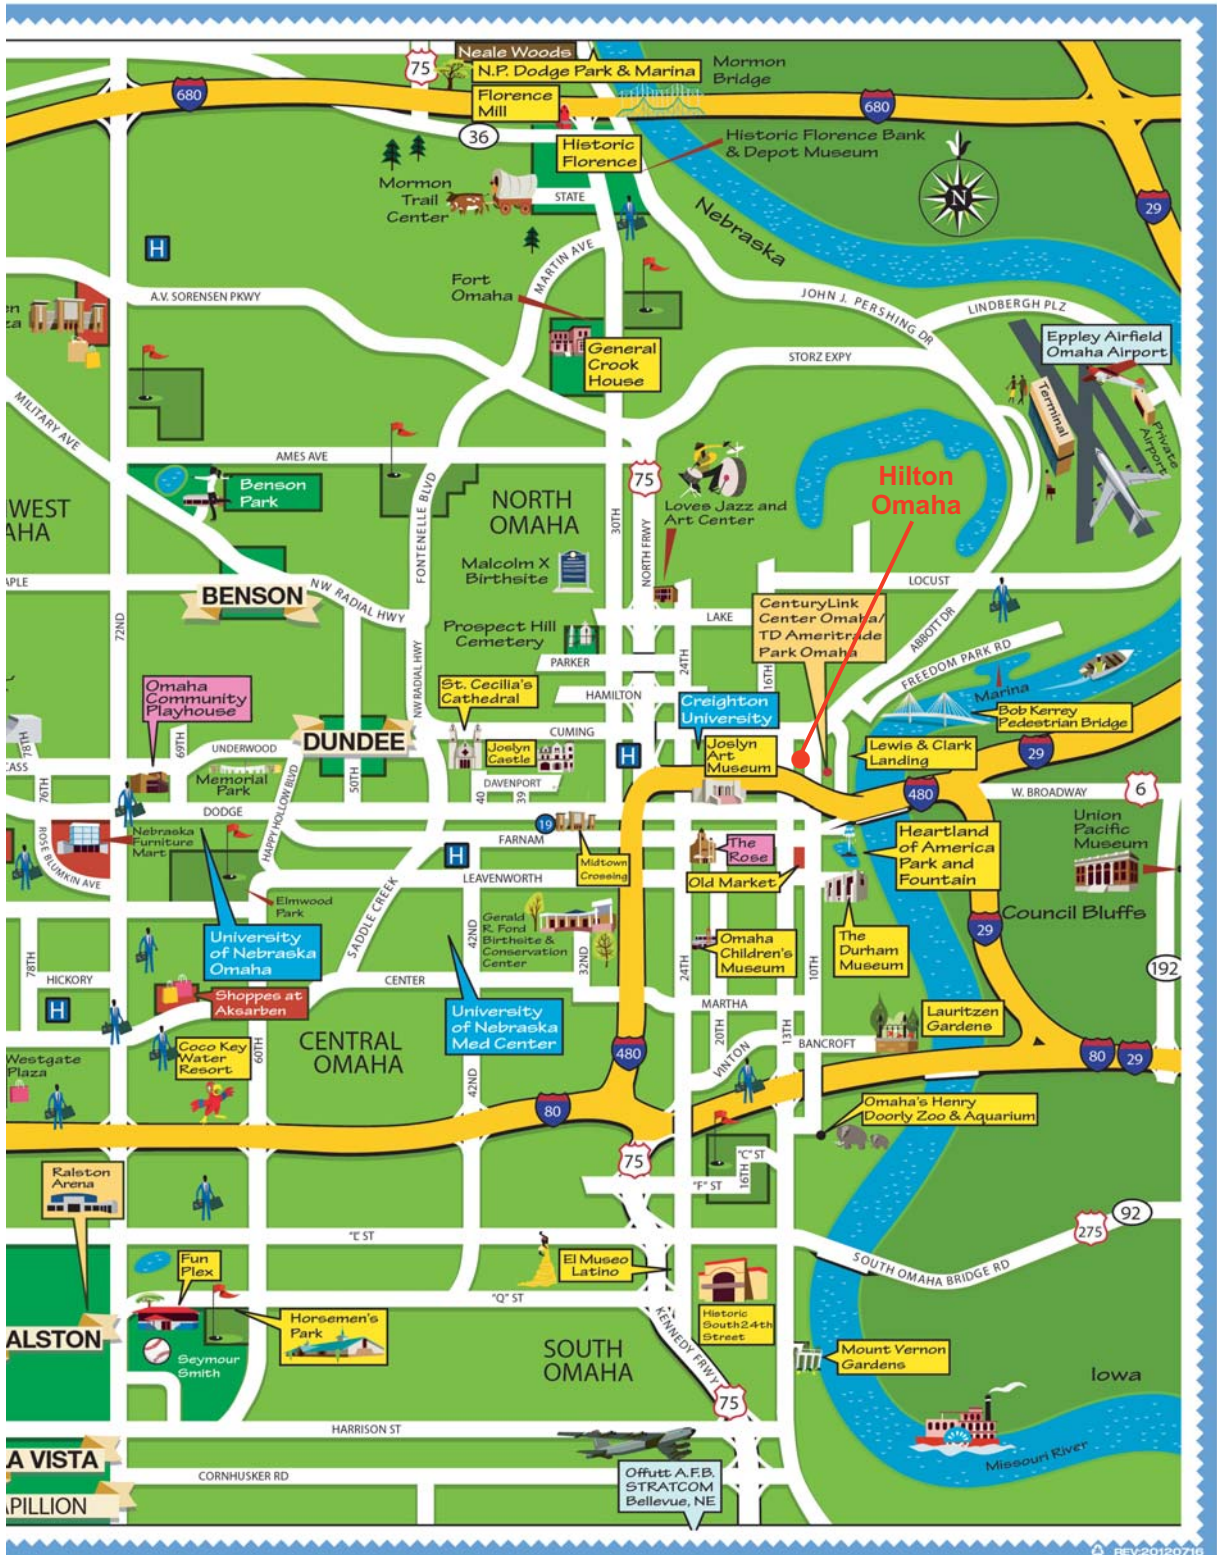 Neale Woods
75
N.P. Dodge Park & Marina
Mormon
Bridge
680
Florence
Mill
680
36
Historic
Florence
Historic Florence Bank
& Depot Museum
Mormon
Trail
Center
STATE
29
N
Nebraska
H
MARTIN AVE
Fort
Omaha
A.V. SORENSEN PKWY
JOHN J. PERSHING DR
LINDBERGH PLZ
General
Crook
House
STORZ EXPY
Eppley Airfield
Omaha Airport
Terminal
Private
Airport
MILITARY AVE
AMES AVE
Benson
Park
FONTENELLE BLVD
NORTH
OMAHA
30TH
75
NORTH FRWY
Loves Jazz and
Art Center
Hilton
Omaha
WEST
AHA
Malcolm X
Birthsite
LOCUST
BENSON
NW RADIAL HWY
72ND
LAKE
CenturyLink
Center Omaha/
TD Ameritrade
Park Omaha
ABBOTT DR
Prospect Hill
Cemetery
PARKER
24TH
16TH
FREEDOM PARK RD
Marina
HAMILTON
NW RADIAL HWY
Omaha
Community
Playhouse
St. Cecilia's
Cathedral
Creighton
University
Bob Kerrey
Pedestrian Bridge
CUMING
DUNDEE
69TH
UNDERWOOD
Joslyn
Castle
H
Joslyn
Art
Museum
Lewis & Clark
Landing
29
CASS
76TH
Memorial
Park
50TH
DAVENPORT
40
39
480
W. BROADWAY
6
DODGE
HAPPY HOLLOW BLVD
19
FARNAM
Nebraska
Furniture
Mart
ROSE BLUMKIN AVE
H
Midtown
Crossing
The
Rose
Old Market
Heartland
of America
Park and
Fountain
Union
Pacific
Museum
LEAVENWORTH
Elmwood
Park
SADDLE CREEK
42ND
Gerald
R. Ford
Birthsite &
Conservation
Center
Council Bluffs
29
University
of Nebraska
Omaha
32ND
24TH
Omaha
Children's
Museum
10TH
The
Durham
Museum
78TH
192
HICKORY
CENTER
Shoppes at
Aksarben
H
MARTHA
University
of Nebraska
Med Center
Lauritzen
Gardens
CENTRAL
OMAHA
20TH
13TH
BANCROFT
Westgate
Plaza
Coco Key
Water
Resort
60TH
480
VINTON
80
29
42ND
80
Omaha's Henry
Doorly Zoo & Aquarium
75
"C" ST
16TH
"F" ST
Ralston
Arena
92
275
"L" ST
SOUTH OMAHA BRIDGE RD
Fun
Plex
El Museo
Latino
"Q" ST
Horsemen's
Park
Historic
South 24th
Street
KENNEDY FRWY
ALSTON
Seymour
Smith
SOUTH
OMAHA
Mount Vernon
Gardens
Iowa
75
HARRISON ST
Missouri River
A VISTA
CORNHUSKER RD
Offutt A.F.B.
STRATCOM
Bellevue, NE
APILLION
REV:20120716